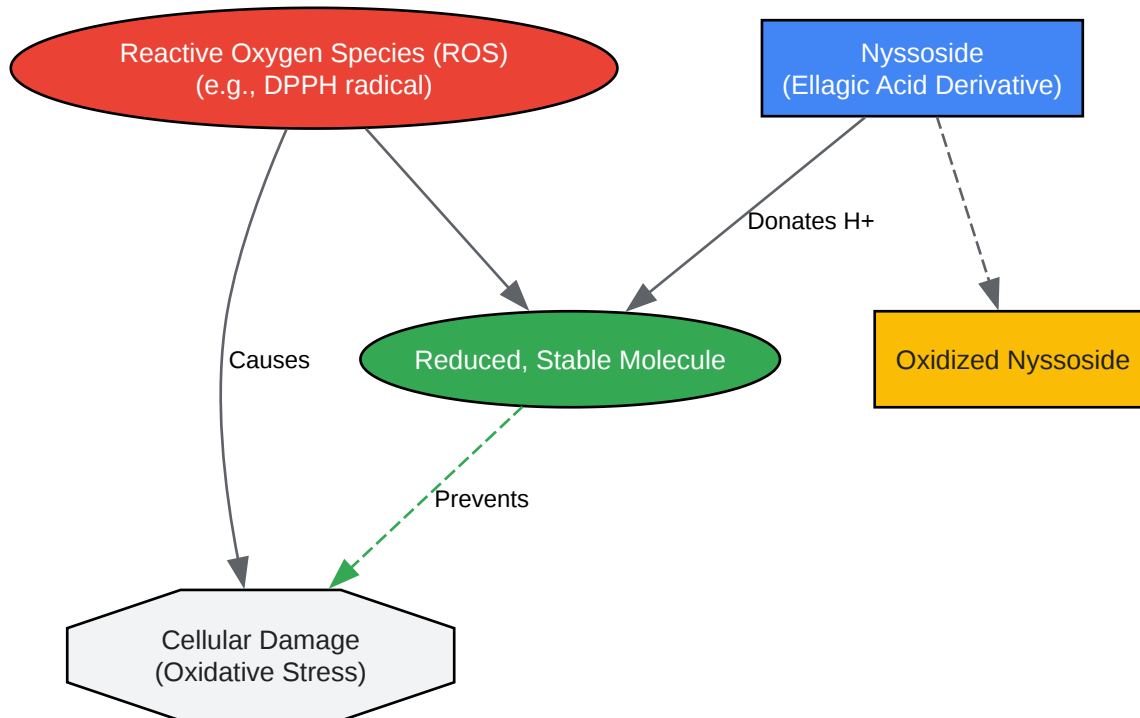 Reactive Oxygen Species (ROS)
(e.g., DPPH radical)
Nyssoside
(Ellagic Acid Derivative)
Donates H+
Causes
Reduced, Stable Molecule
Oxidized Nyssoside
Prevents
Cellular Damage
(Oxidative Stress)